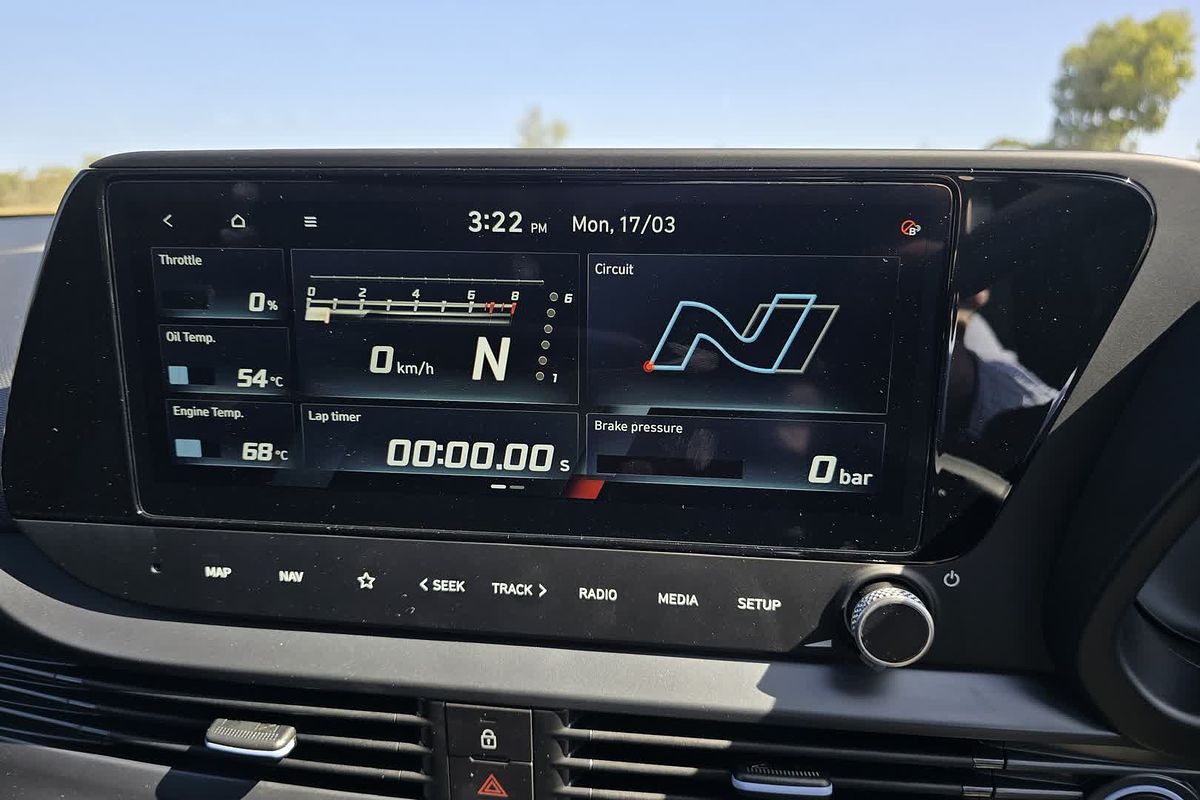 3:22 PM Mon, 17/03
Throttle
0%
Oil Temp.
54°C
Engine Temp.
68°C
0 2 4 6 8
6
1
0 km/h
N
Lap timer
00:00.00 s
Circuit
Brake pressure
0 bar
MAP NAV SEEK TRACK RADIO MEDIA SETUP